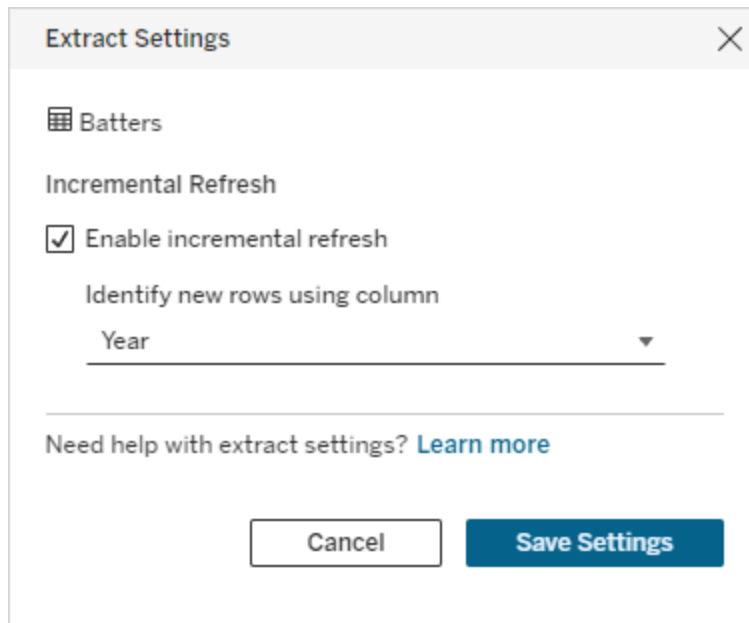 Extract Settings
Batters
Incremental Refresh
Enable incremental refresh
Identify new rows using column
Year
Need help with extract settings? Learn more
Cancel Save Settings